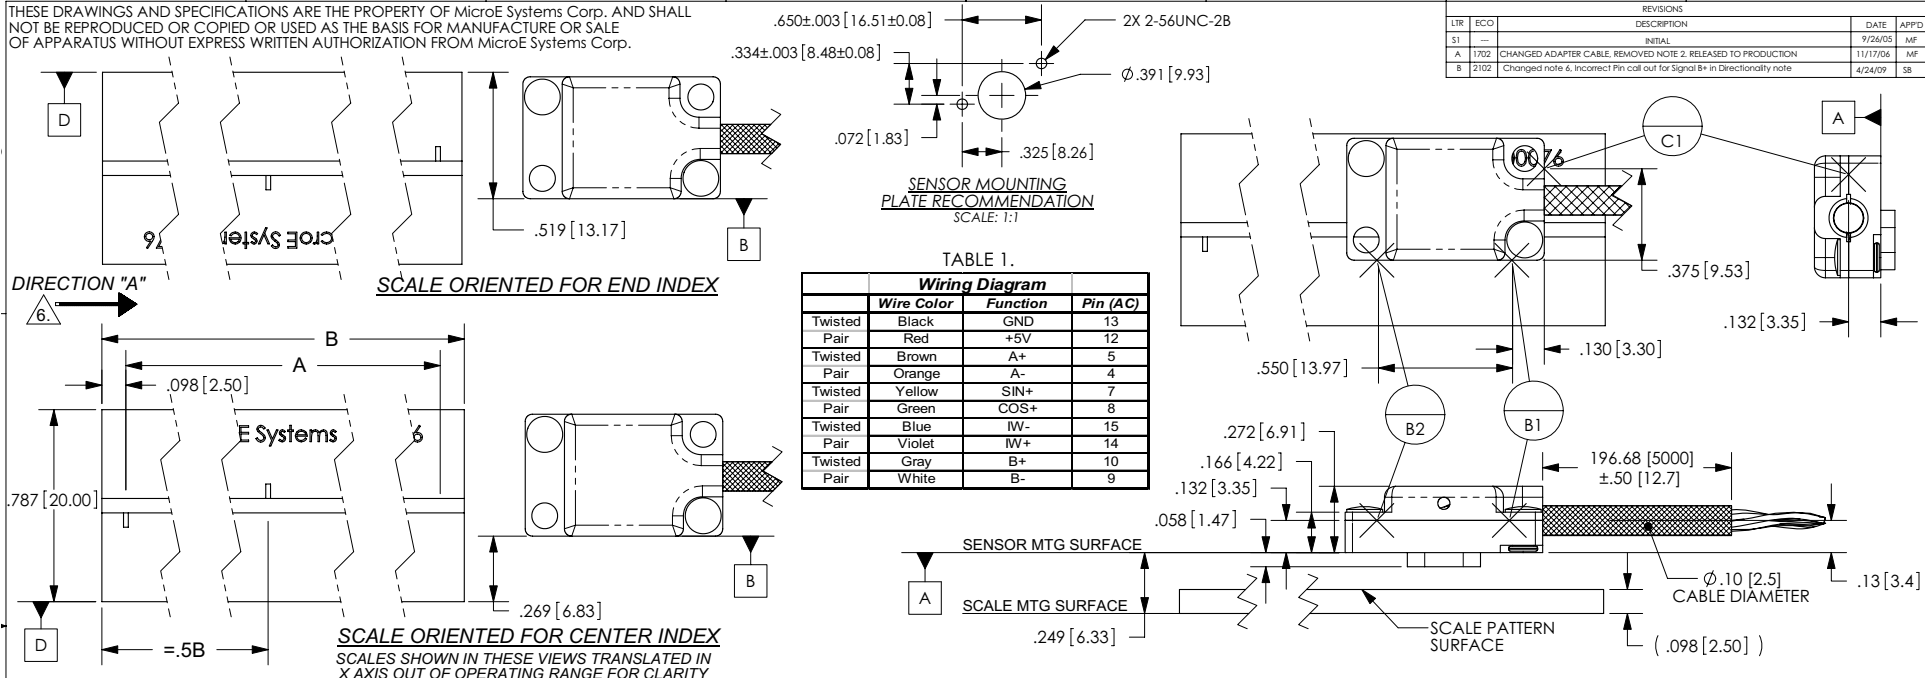 THESE DRAWINGS AND SPECIFICATIONS ARE THE PROPERTY OF MicroE Systems Corp. AND SHALL
NOT BE REPRODUCED OR COPIED OR USED AS THE BASIS FOR MANUFACTURE OR SALE
OF APPARATUS WITHOUT EXPRESS WRITTEN AUTHORIZATION FROM MicroE Systems Corp.
REVISIONS
LTR ECO DESCRIPTION DATE APP'D
S1 --- INITIAL 9/26/05 MF
A 1702 CHANGED ADAPTER CABLE, REMOVED NOTE 2. RELEASED TO PRODUCTION 11/17/06 MF
B 2102 Changed note 6, Incorrect Pin call out for Signal B+ in Directionality note 4/24/09 SB
.650±.003 [16.51±0.08]
2X 2-56UNC-2B
.334±.003 [8.48±0.08]
Ø.391 [9.93]
.072 [1.83]
.325 [8.26]
SENSOR MOUNTING
PLATE RECOMMENDATION
SCALE: 1:1
D
.519 [13.17]
B
croE System
76
SCALE ORIENTED FOR END INDEX
DIRECTION "A"
6.
B
A
.098 [2.50]
E Systems
6
.787 [20.00]
B
.269 [6.83]
D
=.5B
SCALE ORIENTED FOR CENTER INDEX
SCALES SHOWN IN THESE VIEWS TRANSLATED IN
X AXIS OUT OF OPERATING RANGE FOR CLARITY
TABLE 1.
Wiring Diagram
Wire Color Function Pin (AC)
Twisted Black GND 13
Pair Red +5V 12
Twisted Brown A+ 5
Pair Orange A- 4
Twisted Yellow SIN+ 7
Pair Green COS+ 8
Twisted Blue IW- 15
Pair Violet IW+ 14
Twisted Gray B+ 10
Pair White B- 9
C1
A
.375 [9.53]
.132 [3.35]
.130 [3.30]
.550 [13.97]
B2
B1
.272 [6.91]
.166 [4.22]
.132 [3.35]
.058 [1.47]
196.68 [5000]
±.50 [12.7]
SENSOR MTG SURFACE
A
SCALE MTG SURFACE
.249 [6.33]
Ø.10 [2.5]
CABLE DIAMETER
.13 [3.4]
SCALE PATTERN
SURFACE
( .098 [2.50] )